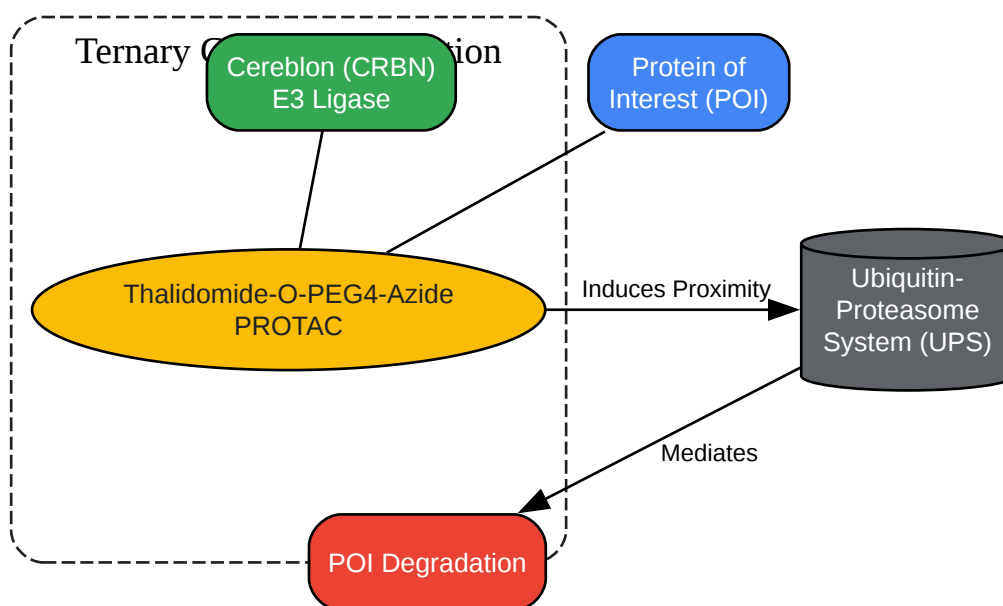 Ternary
Cereblon (CRBN)
E3 Ligase
Protein of
Interest (POI)
Thalidomide-O-PEG4-Azide
PROTAC
Induces Proximity
Ubiquitin-
Proteasome
System (UPS)
Mediates
POI Degradation